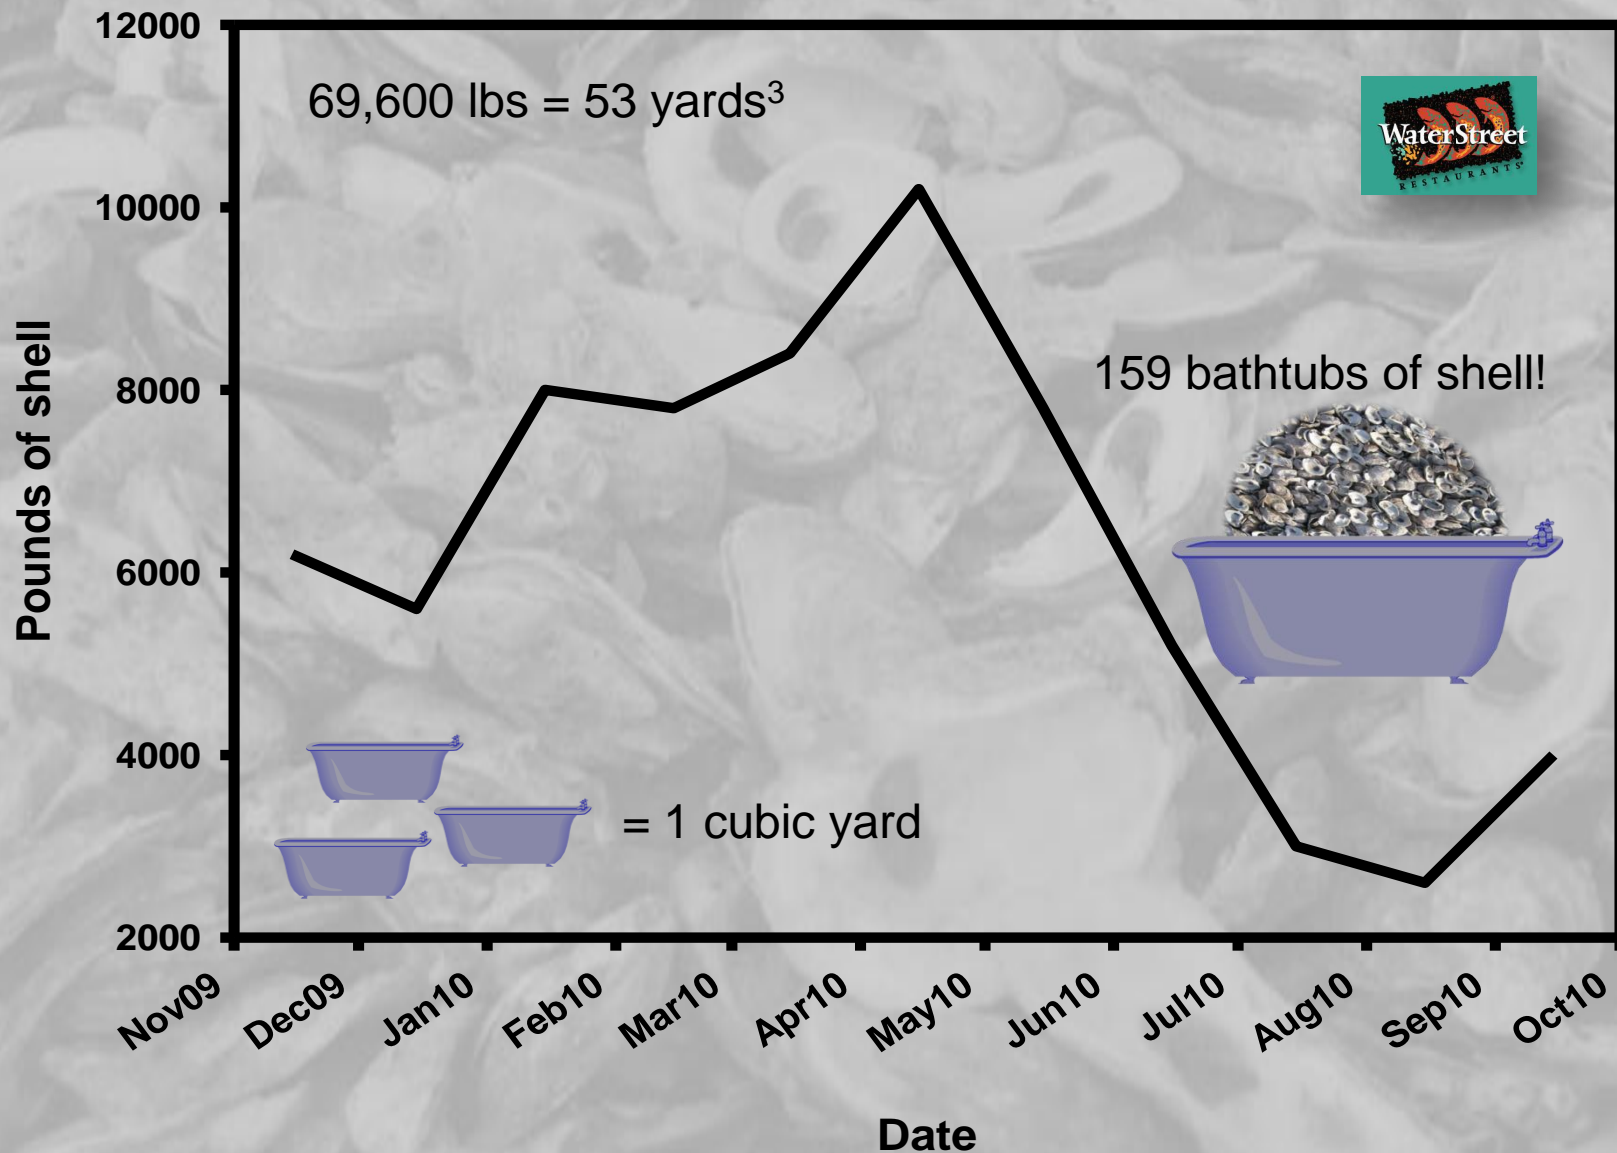 12000
69,600 lbs = 53 yards³
WaterStreet
RESTAURANTS
10000
159 bathtubs of shell!
8000
Pounds of shell
6000
4000
= 1 cubic yard
2000
Nov09 Dec09 Jan10 Feb10 Mar10 Apr10 May10 Jun10 Jul10 Aug10 Sep10 Oct10
Date